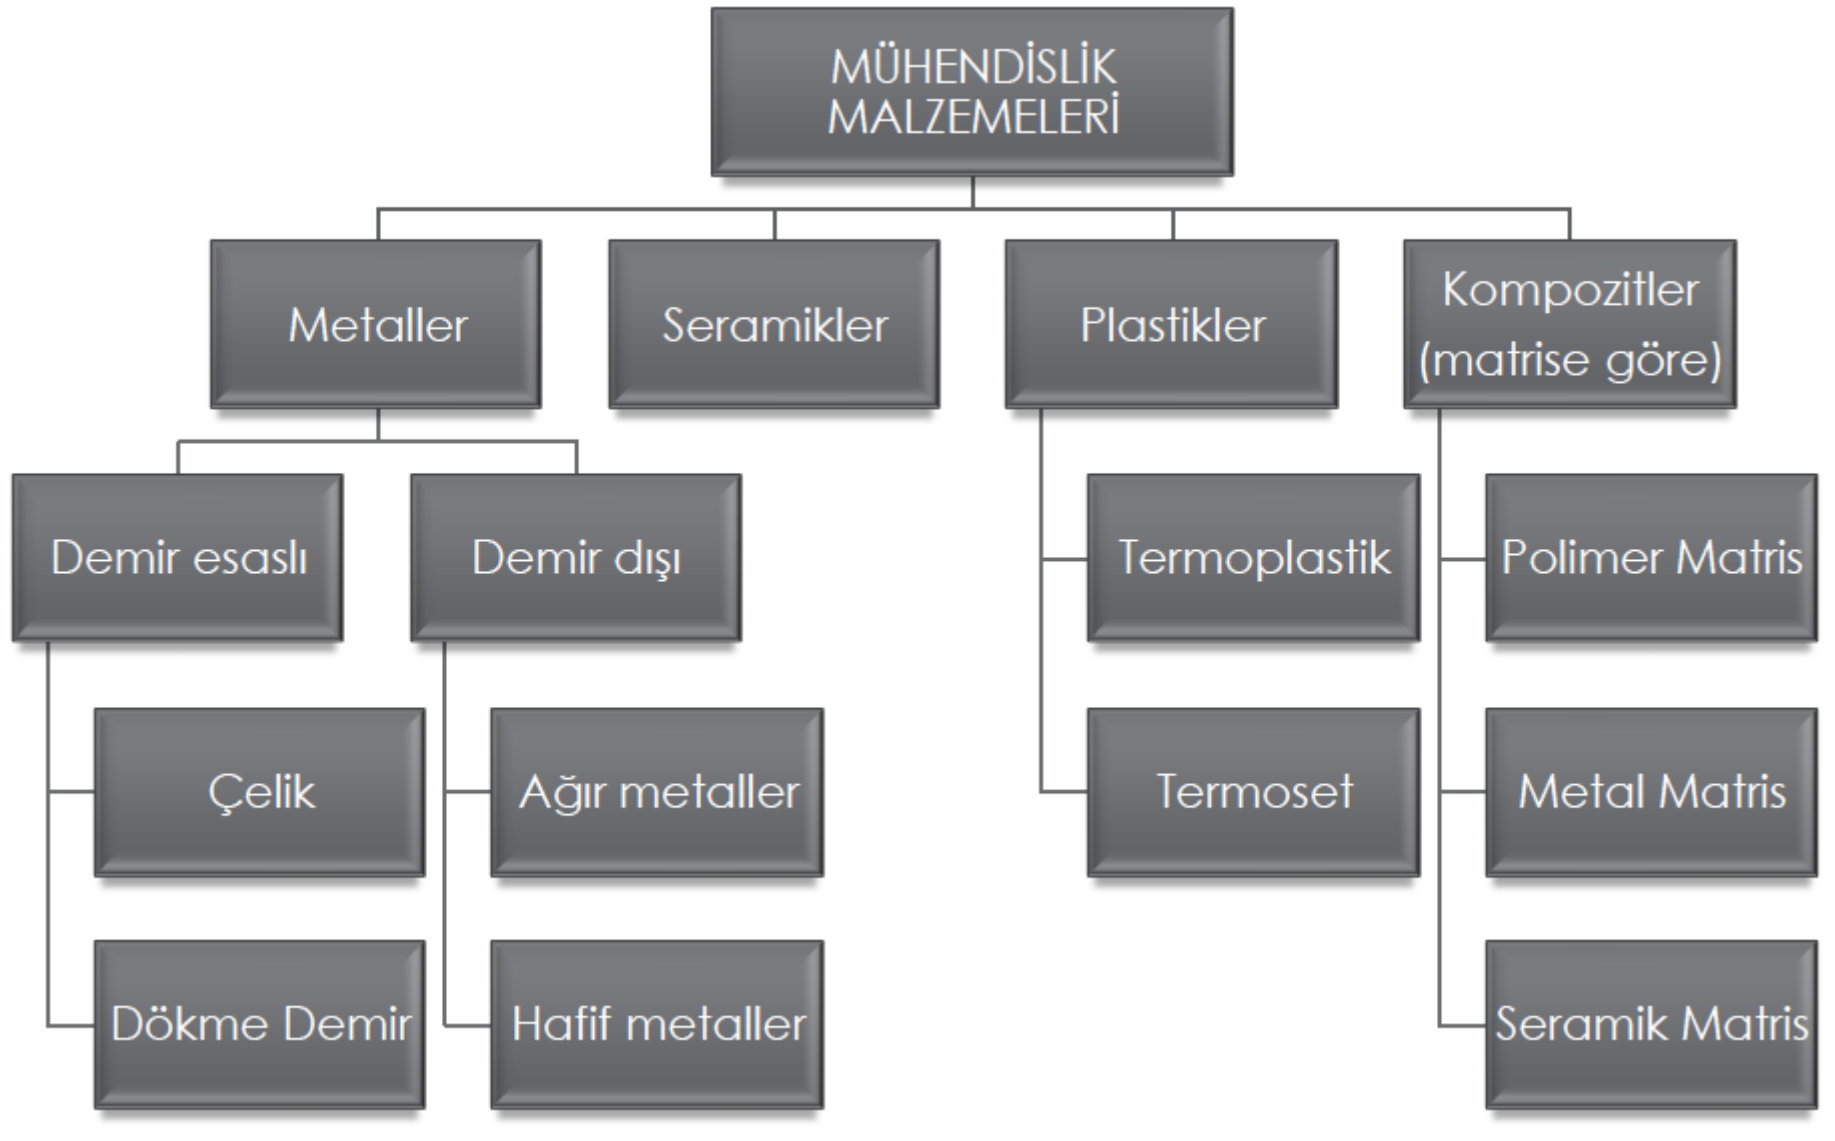 MÜHENDİSLİK
MALZEMELERİ
Metaller
Seramikler
Plastikler
Kompozitler
(matrise göre)
Demir esaslı
Demir dışı
Termoplastik
Polimer Matris
Çelik
Ağır metaller
Termoset
Metal Matris
Dökme Demir
Hafif metaller
Seramik Matris